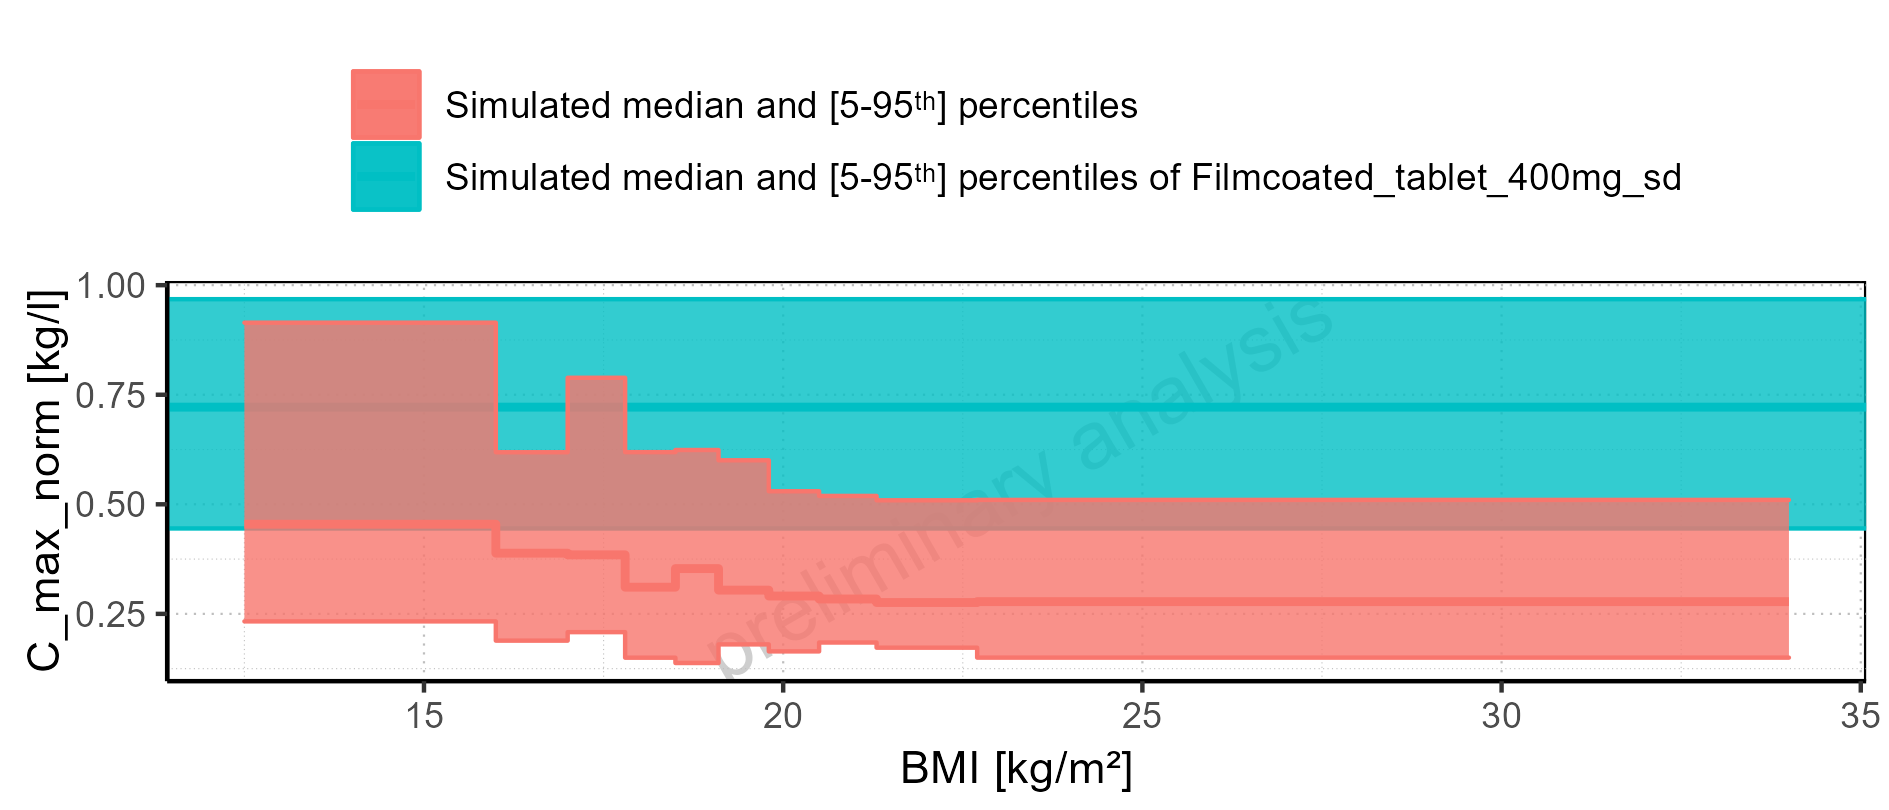 Simulated median and [5-95ᵗʰ] percentiles
Simulated median and [5-95ᵗʰ] percentiles of Filmcoated_tablet_400mg_sd
C_max_norm [kg/l]
1.00
0.75
0.50
0.25
preliminary analysis
15
20
25
30
35
BMI [kg/m²]